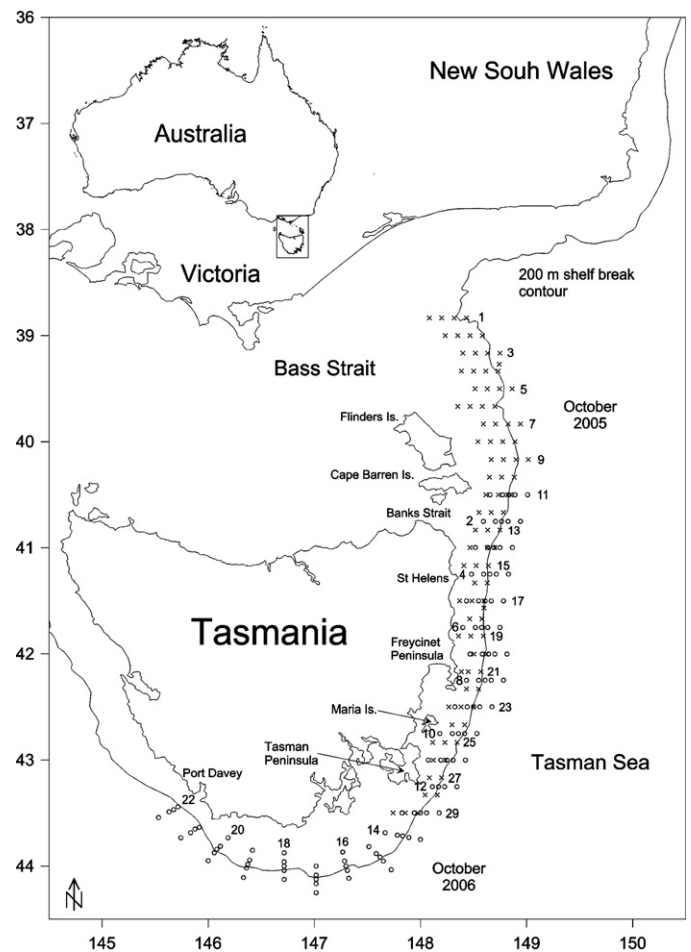 36
37
38
39
40
41
42
43
44
145
146
147
148
149
150
New Souh Wales
Australia
Victoria
200 m shelf break
contour
1
3
Bass Strait
5
October
2005
Flinders Is.
7
9
Cape Barren Is.
11
Banks Strait
2
13
St Helens
4
15
17
Tasmania
6
19
Freycinet
Peninsula
21
8
Maria Is.
23
10
25
Tasman
Peninsula
Tasman Sea
27
12
Port Davey
22
29
20
18
16
14
October
2006
N